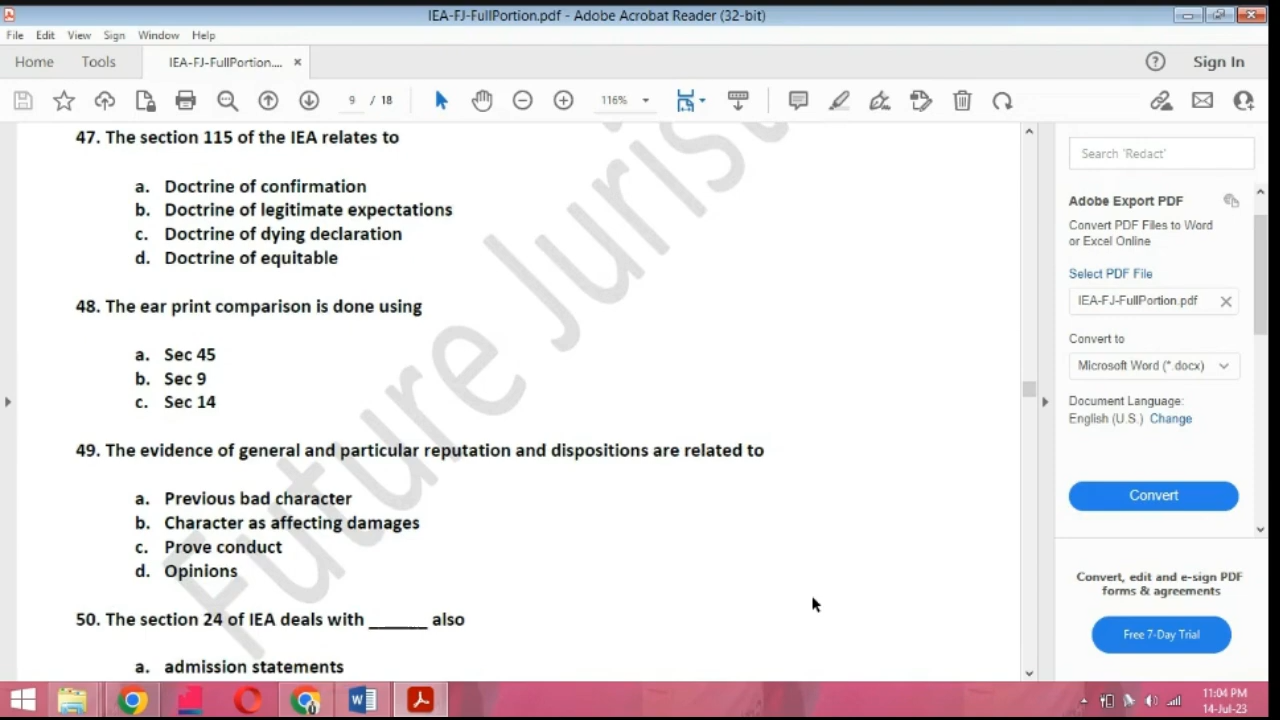 IEA-FJ-FullPortion.pdf - Adobe Acrobat Reader (32-bit)
File Edit View Sign Window Help
Home Tools IEA-FJ-FullPortion.... × Sign In
9 / 18 116%
47. The section 115 of the IEA relates to
a. Doctrine of confirmation
b. Doctrine of legitimate expectations
c. Doctrine of dying declaration
d. Doctrine of equitable
48. The ear print comparison is done using
a. Sec 45
b. Sec 9
c. Sec 14
49. The evidence of general and particular reputation and dispositions are related to
a. Previous bad character
b. Character as affecting damages
c. Prove conduct
d. Opinions
50. The section 24 of IEA deals with ______ also
a. admission statements
Future Jurist
Search 'Redact'
Adobe Export PDF
Convert PDF Files to Word
or Excel Online
Select PDF File
IEA-FJ-FullPortion.pdf
Convert to
Microsoft Word (*.docx)
Document Language:
English (U.S.) Change
Convert
Convert, edit and e-sign PDF
forms & agreements
Free 7-Day Trial
11:04 PM
14-Jul-23